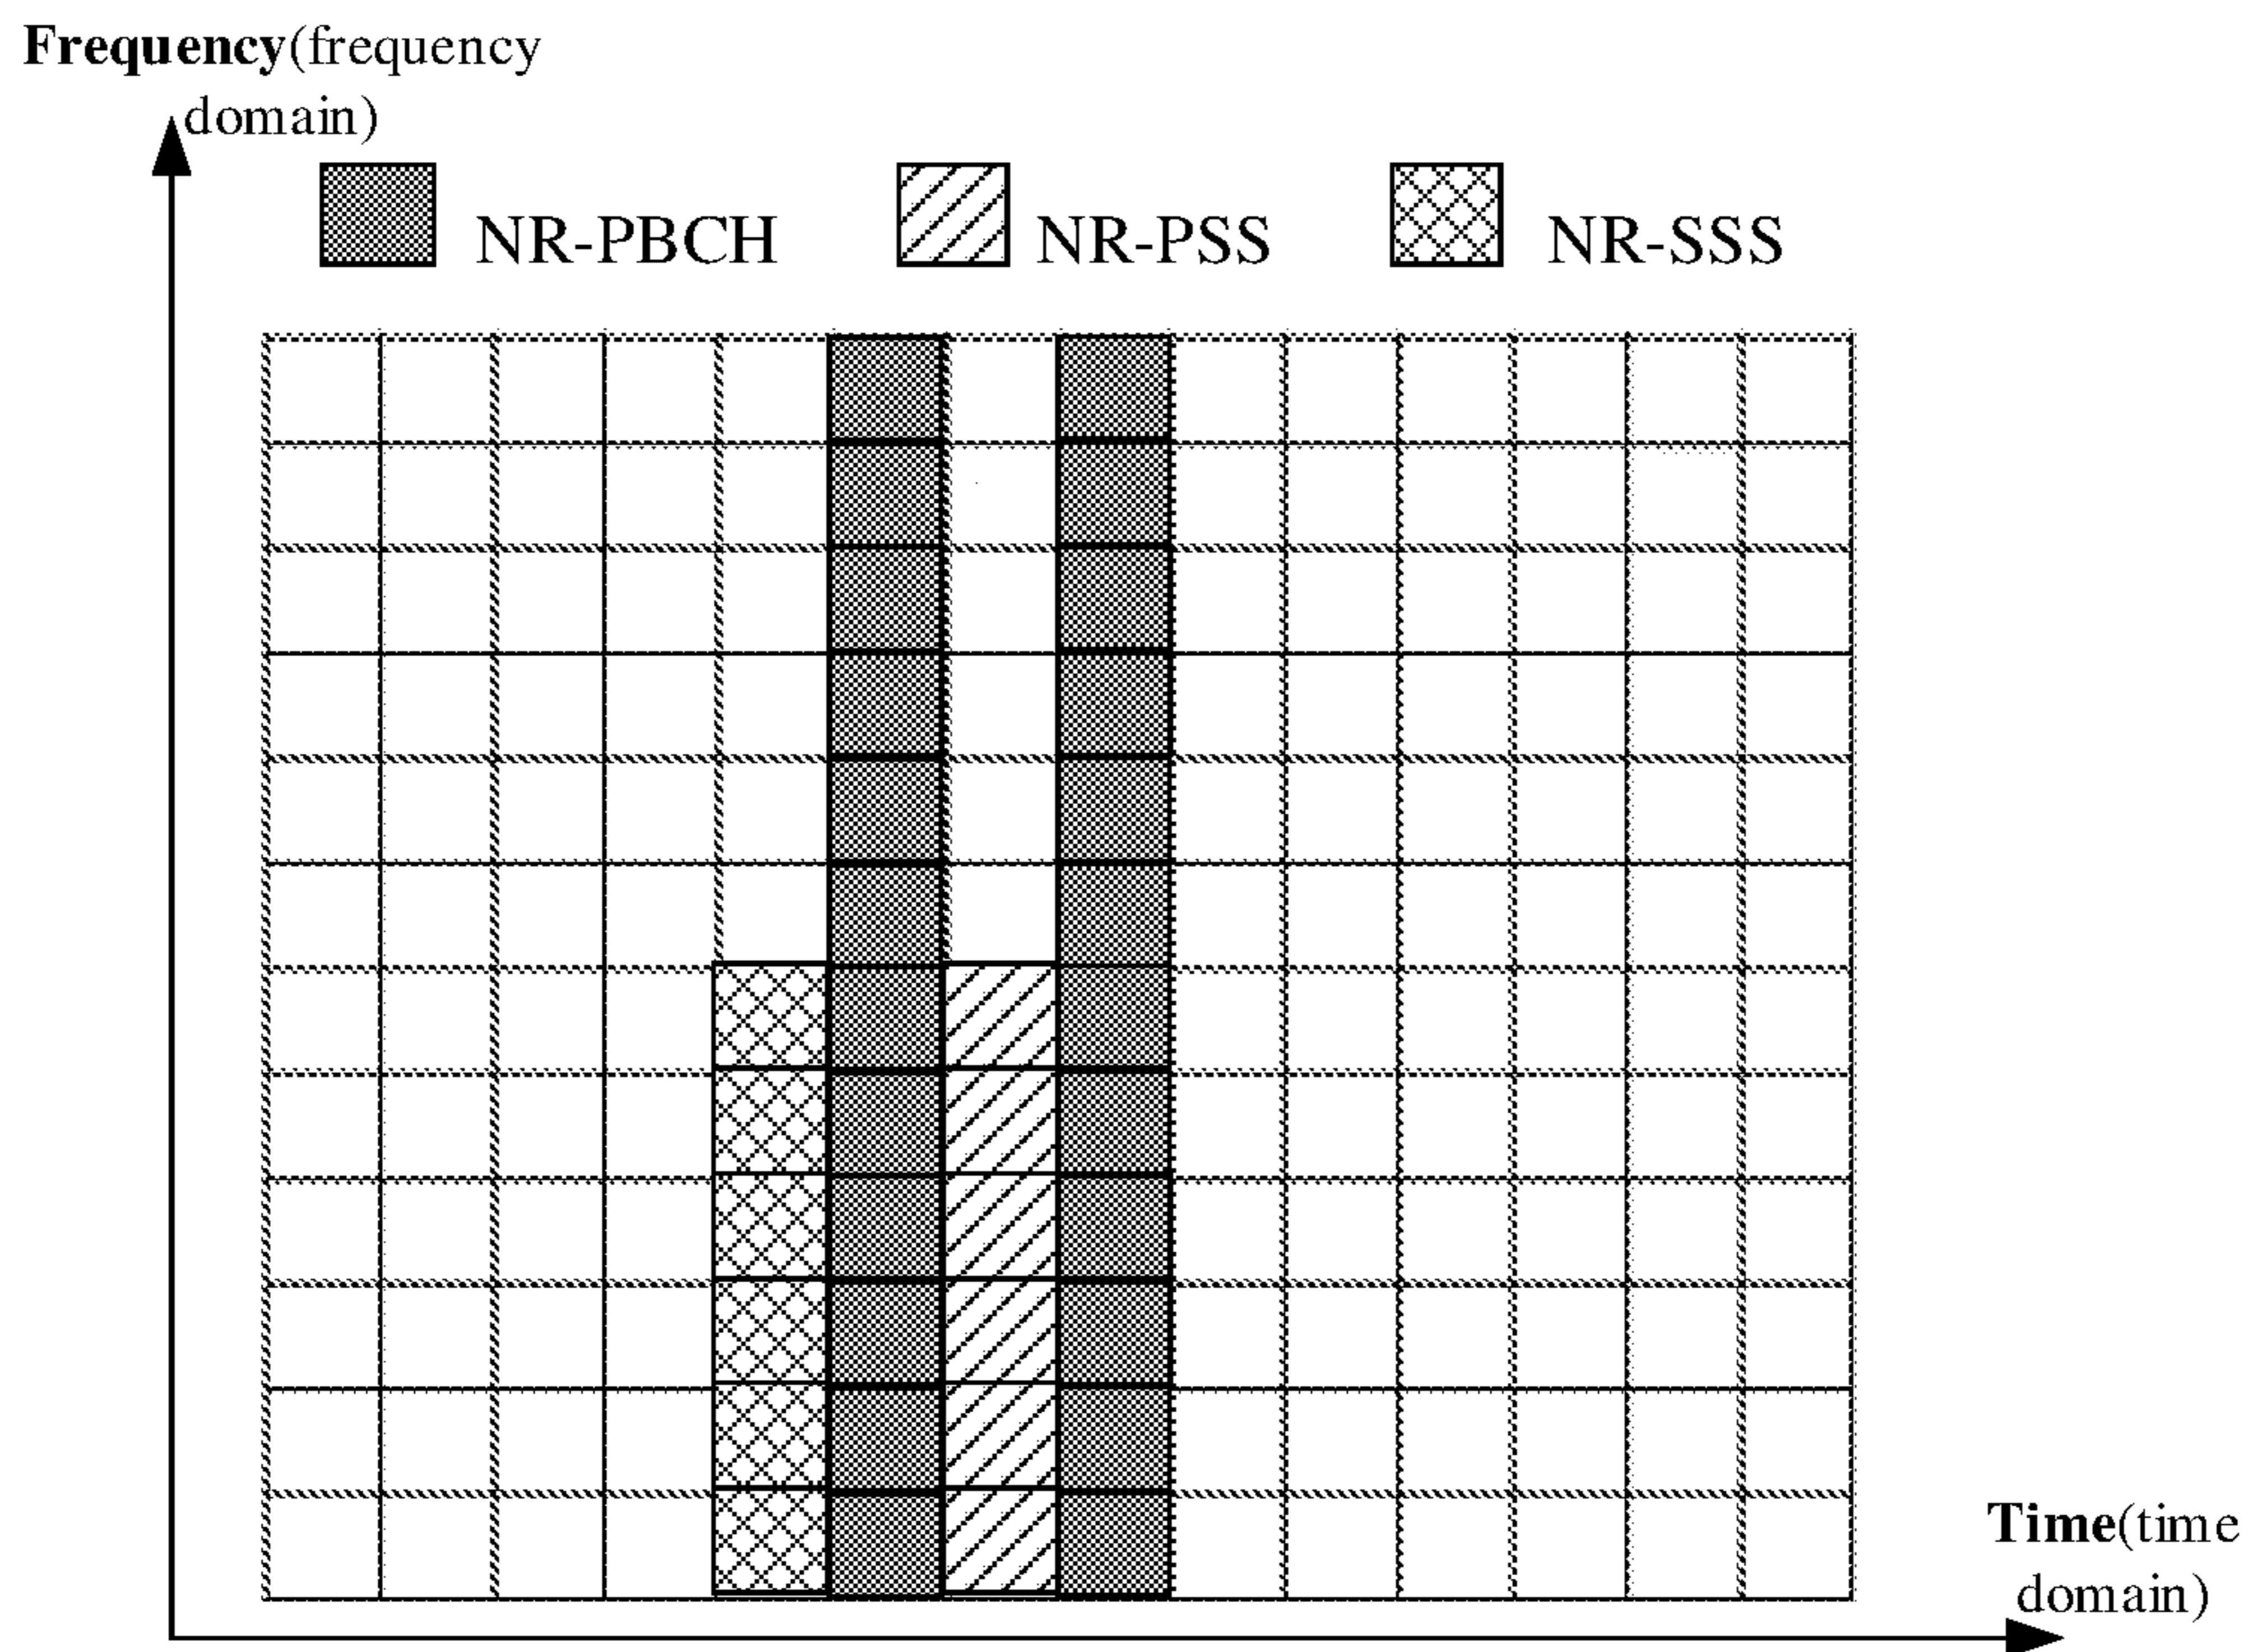 Frequency(frequency
domain)
NR-PBCH NR-PSS NR-SSS
Time(time
domain)